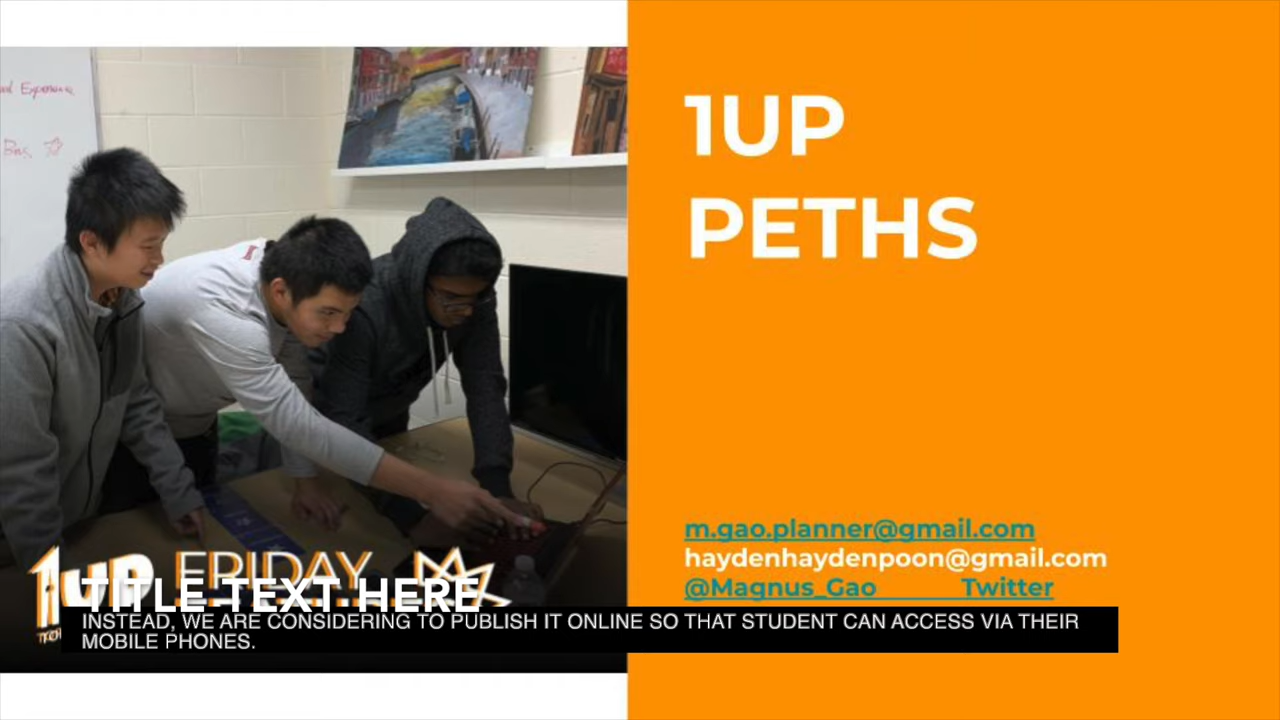 1UP
PETHS
m.gao.planner@gmail.com
haydenhaydenpoon@gmail.com
@Magnus_Gao Twitter
1UP FRIDAY
TITLE TEXT HERE
INSTEAD, WE ARE CONSIDERING TO PUBLISH IT ONLINE SO THAT STUDENT CAN ACCESS VIA THEIR
MOBILE PHONES.